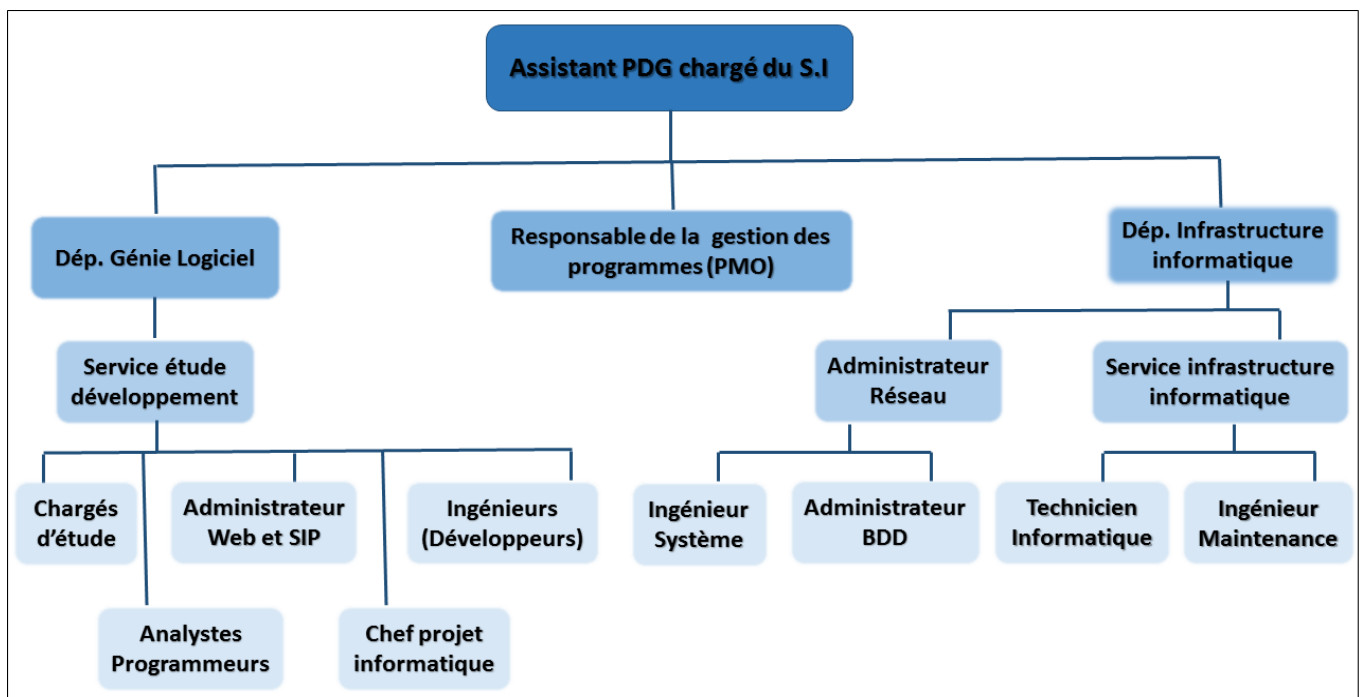 Assistant PDG chargé du S.I
Dép. Génie Logiciel
Responsable de la gestion des
programmes (PMO)
Dép. Infrastructure
informatique
Service étude
développement
Administrateur
Réseau
Service infrastructure
informatique
Chargés
d’étude
Administrateur
Web et SIP
Ingénieurs
(Développeurs)
Ingénieur
Système
Administrateur
BDD
Technicien
Informatique
Ingénieur
Maintenance
Analystes
Programmeurs
Chef projet
informatique